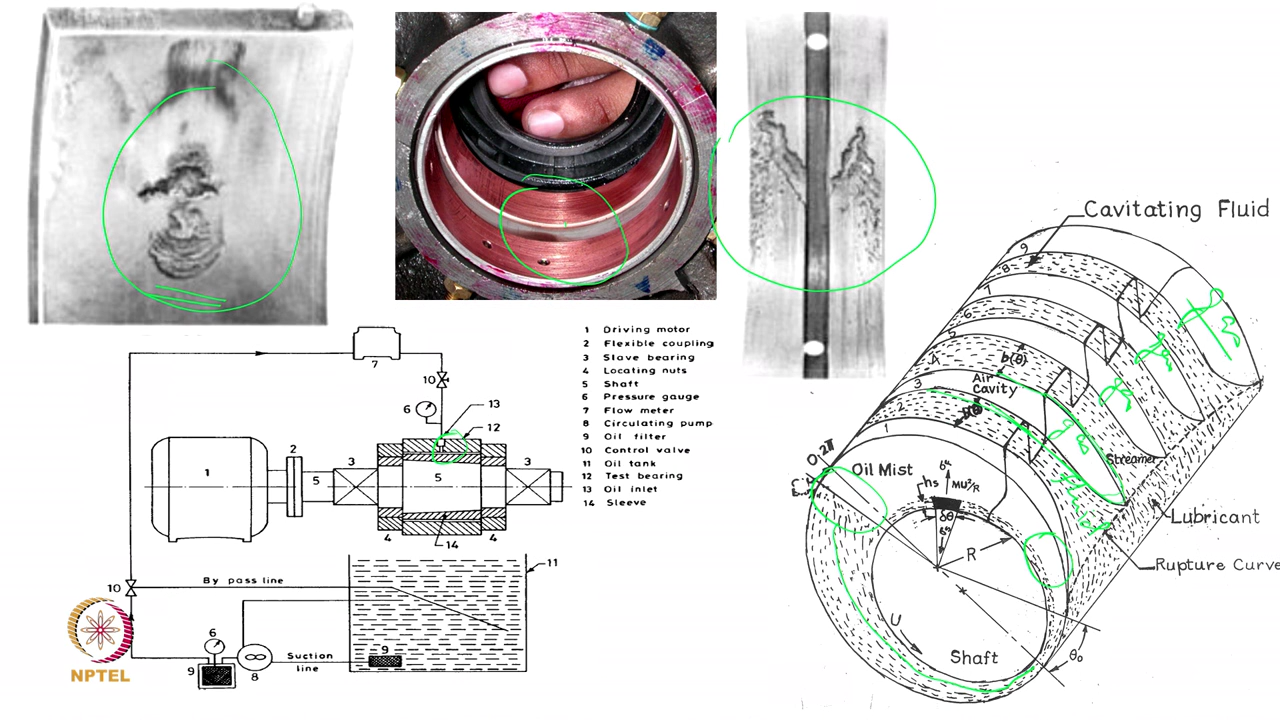 1 Driving motor
2 Flexible coupling
3 Slave bearing
4 Locating nuts
5 Shaft
6 Pressure gauge
7 Flow meter
8 Circulating pump
9 Oil filter
10 Control valve
11 Oil tank
12 Test bearing
13 Oil inlet
14 Sleeve
7
10
6
13
12
1
2
5
3
5
3
4
14
4
10
By pass line
11
6
9
8
Suction line
9
NPTEL
Cavitating Fluid
9
8
7
6
5
4
3
2
1
b(θ)
Air Cavity
Streamer
0-2π
Oil Mist
hs
MU²/R
δθ
R
U
Shaft
θ₀
Lubricant
Rupture Curve